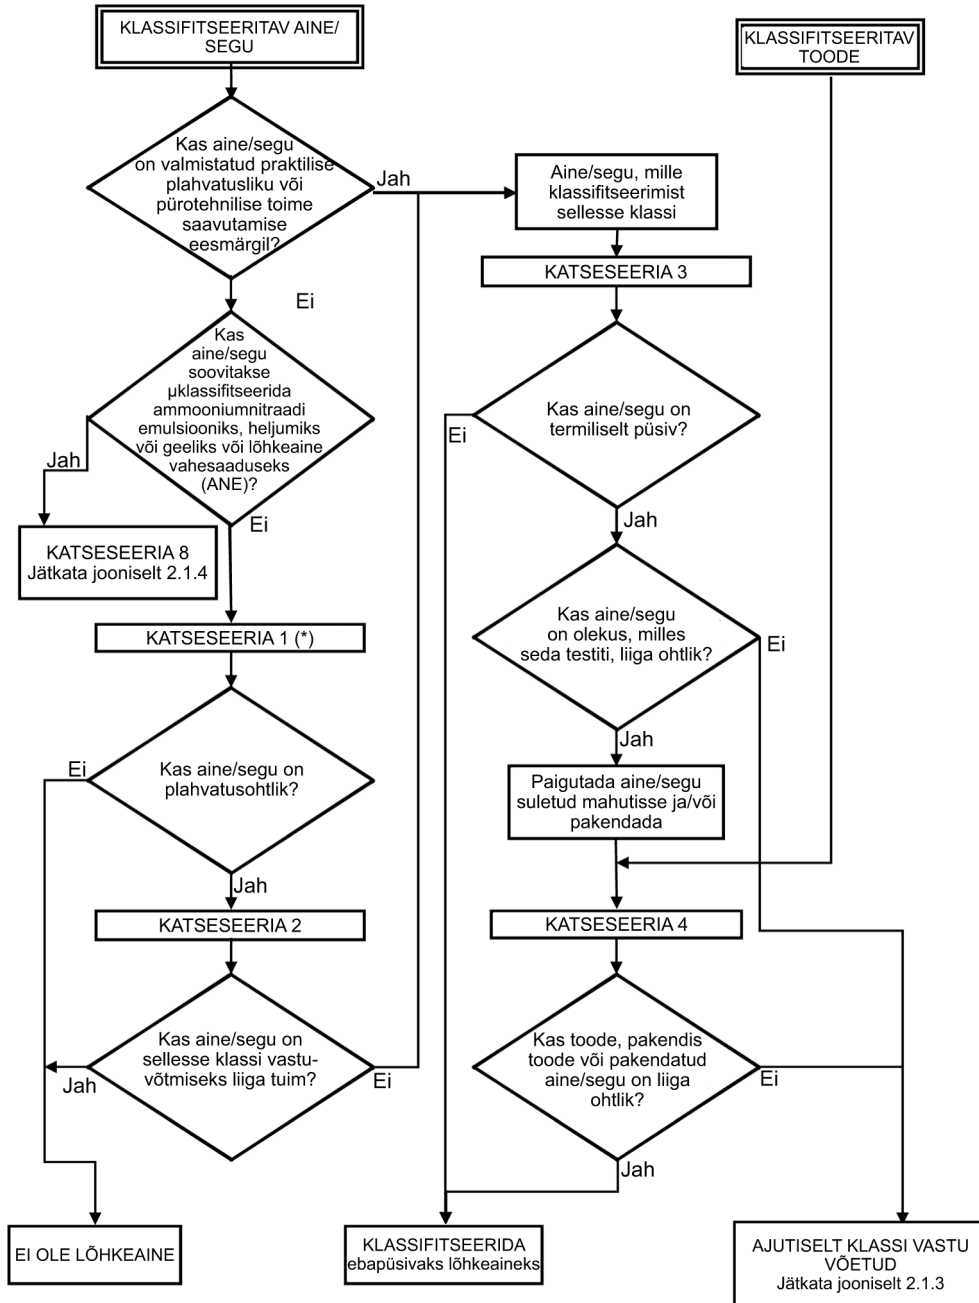 KLASSIFITSEERITAV AINE/
SEGU
KLASSIFITSEERITAV
TOODE
Kas aine/segu
on valmistatud praktilise
plahvatusliku või
pürotehnilise toime
saavutamise
eesmärgil?
Jah
Aine/segu, mille
klassifitseerimist
sellesse klassi
KATSESEERIA 3
Ei
Kas
aine/segu
soovitakse
µklassifitseerida
ammooniumnitraadi
emulsiooniks, heljumiks
või geeliks või lõhkeaine
vahesaaduseks
(ANE)?
Jah
Ei
KATSESEERIA 8
Jätkata jooniselt 2.1.4
Kas aine/segu on
termiliselt püsiv?
Ei
Jah
KATSESEERIA 1 (*)
Kas aine/segu
on olekus, milles
seda testiti, liiga ohtlik?
Ei
Jah
Kas aine/segu on
plahvatusohtlik?
Ei
Jah
Paigutada aine/segu
suletud mahutisse ja/või
pakendada
KATSESEERIA 2
KATSESEERIA 4
Kas aine/segu on
sellesse klassi vastu-
võtmiseks liiga tuim?
Jah
Ei
Kas toode, pakendis
toode või pakendatud
aine/segu on liiga
ohtlik?
Ei
Jah
EI OLE LÕHKEAINE
KLASSIFITSEERIDA
ebapüsivaks lõhkeaineks
AJUTISELT KLASSI VASTU
VÕETUD
Jätkata jooniselt 2.1.3